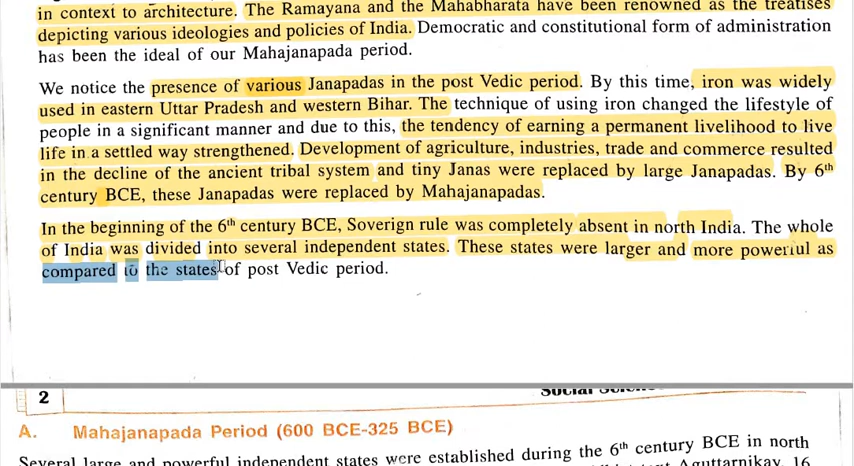 in context to architecture. The Ramayana and the Mahabharata have been renowned as the treatises
depicting various ideologies and policies of India. Democratic and constitutional form of administration
has been the ideal of our Mahajanapada period.
We notice the presence of various Janapadas in the post Vedic period. By this time, iron was widely
used in eastern Uttar Pradesh and western Bihar. The technique of using iron changed the lifestyle of
people in a significant manner and due to this, the tendency of earning a permanent livelihood to live
life in a settled way strengthened. Development of agriculture, industries, trade and commerce resulted
in the decline of the ancient tribal system and tiny Janas were replaced by large Janapadas. By 6th
century BCE, these Janapadas were replaced by Mahajanapadas.
In the beginning of the 6th century BCE, Soverign rule was completely absent in north India. The whole
of India was divided into several independent states. These states were larger and more powerful as
compared to the states of post Vedic period.
2
Social
A. Mahajanapada Period (600 BCE-325 BCE)
Several large and powerful independent states were established during the 6th century BCE in north
Aguttarnikay, 16